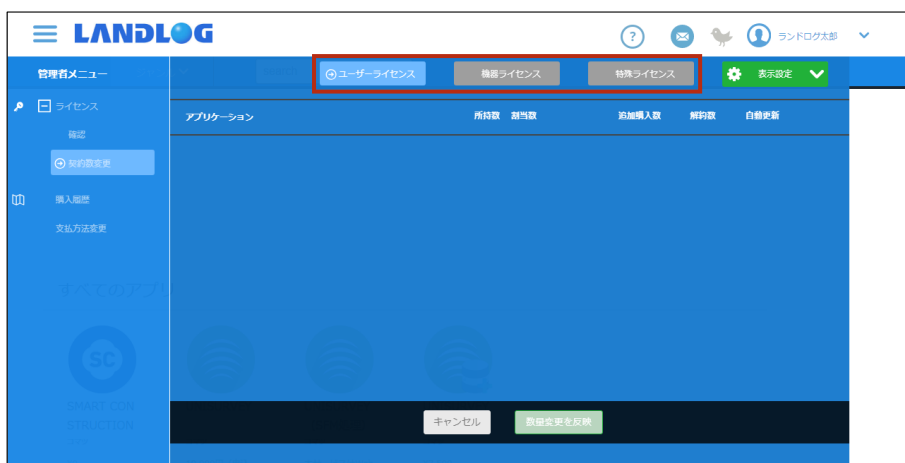 LANDLOG
?
ランドログ太郎
管理者メニュー
ユーザーライセンス
機器ライセンス
特殊ライセンス
表示設定
ライセンス
確認
契約数変更
購入履歴
支払方法変更
アプリケーション
所持数
割当数
追加購入数
解約数
自動更新
すべてのアプリ
SC
SMART CON
STRUCTION
キャンセル
数量変更を反映